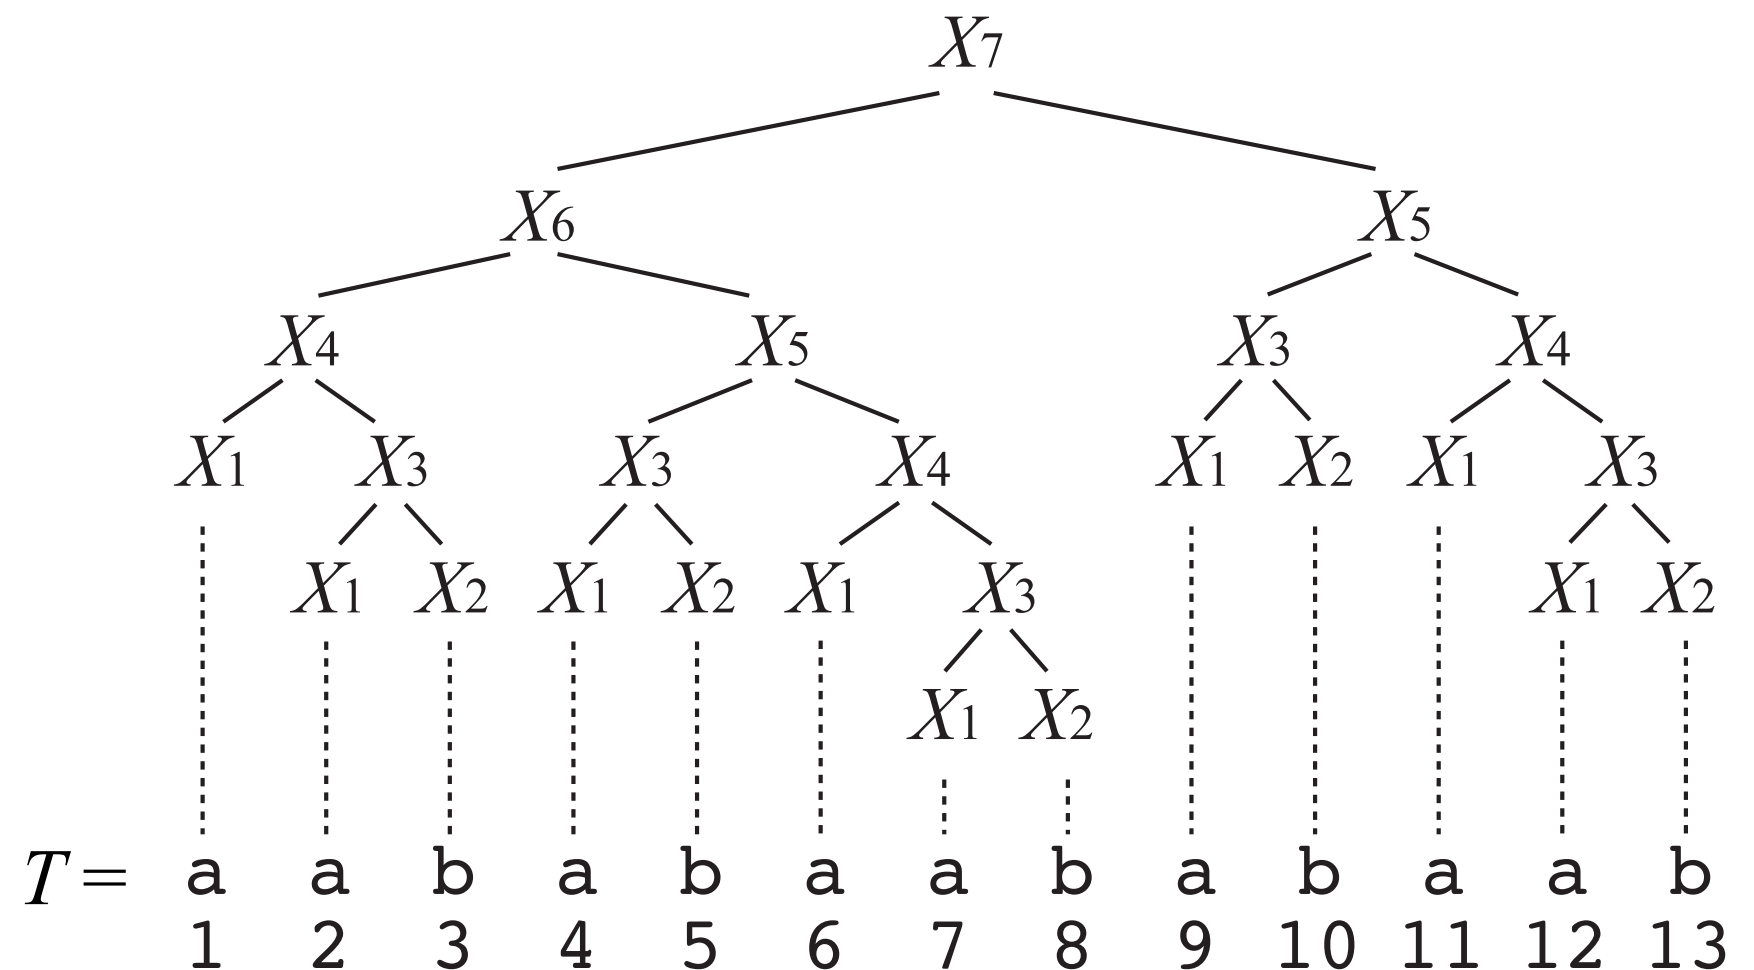 X7
X6 X5
X4 X5 X3 X4
X1 X3 X3 X4 X1 X2 X1 X3
X1 X2 X1 X2 X1 X3 X1 X2
X1 X2
T = a a b a b a a b a b a a b
1 2 3 4 5 6 7 8 9 10 11 12 13